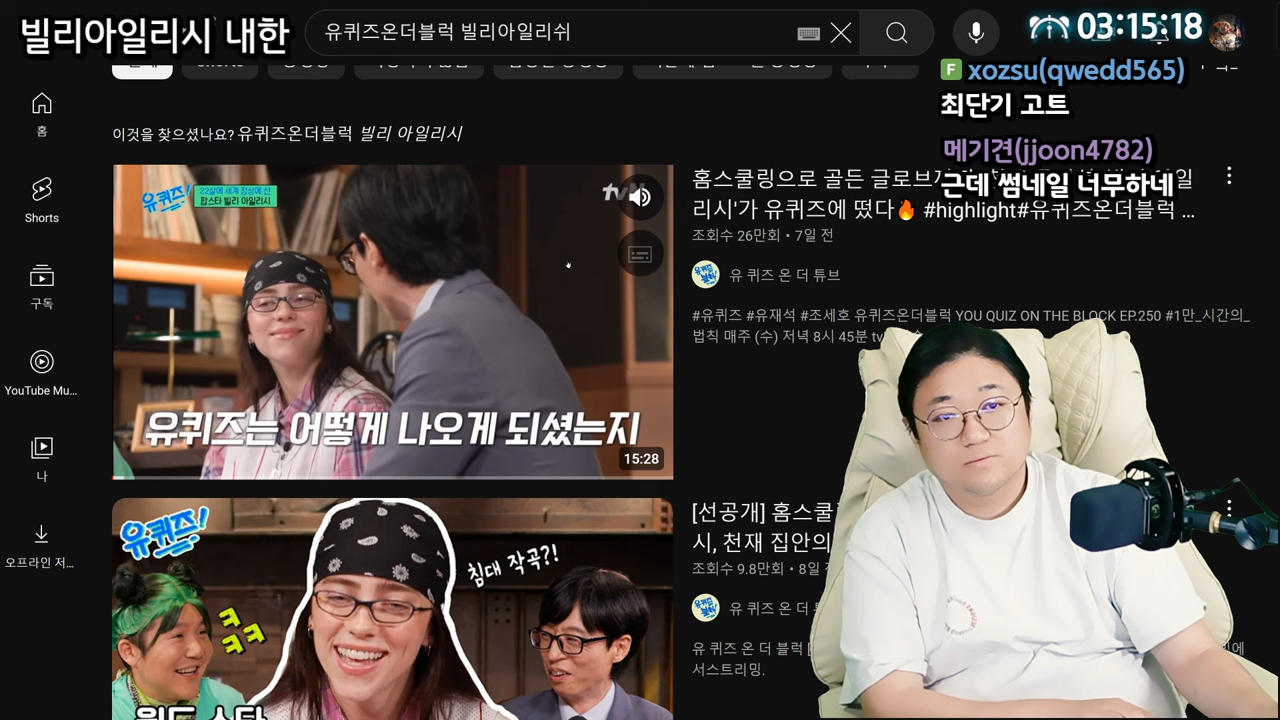 빌리아일리시 내한
유퀴즈온더블럭 빌리아일리쉬
03:15:18
F xozsu(qwedd565)
최단기 고트
메기견(jjoon4782)
근데 썸네일 너무하네
Shorts
홈
Shorts
구독
YouTube Mu...
나
오프라인 저...
이것을 찾으셨나요? 유퀴즈온더블럭 빌리 아일리시
유퀴즈!
22살에 세계 정상에 선
팝스타 빌리 아일리시
tvN
유퀴즈는 어떻게 나오게 되셨는지
15:28
홈스쿨링으로 골든 글로브까
리시'가 유퀴즈에 떴다🔥 #highlight#유퀴즈온더블럭 ...
조회수 26만회 • 7일 전
유 퀴즈 온 더 튜브
#유퀴즈 #유재석 #조세호 유퀴즈온더블럭 YOU QUIZ ON THE BLOCK EP.250 #1만_시간의_
법칙 매주 (수) 저녁 8시 45분
유퀴즈!
ㅋㅋㅋ
침대 작곡?!
월드 스타
[선공개] 홈스쿨
시, 천재 집안의
조회수 9.8만회 • 8일
유 퀴즈 온 더
유 퀴즈 온 더 블럭
서스트리밍.